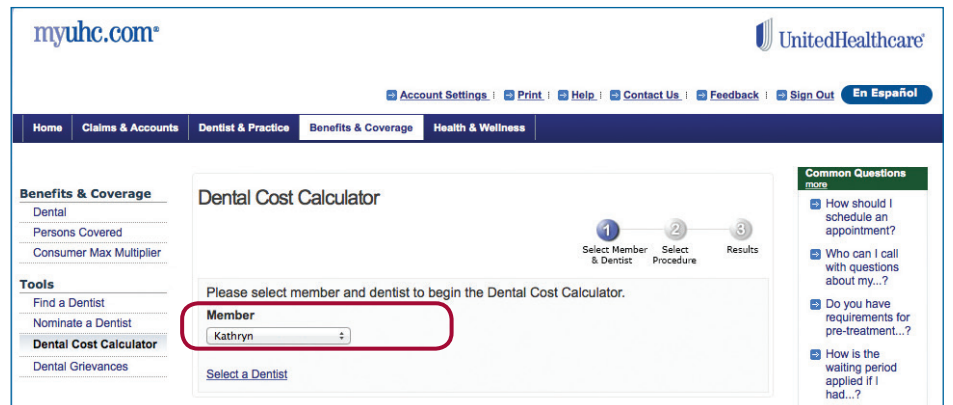 myuhc.com®
UnitedHealthcare®
Account Settings | Print | Help | Contact Us | Feedback | Sign Out En Español
Home Claims & Accounts Dentist & Practice Benefits & Coverage Health & Wellness
Benefits & Coverage
Dental
Persons Covered
Consumer Max Multiplier
Tools
Find a Dentist
Nominate a Dentist
Dental Cost Calculator
Dental Grievances
Dental Cost Calculator
1 2 3
Select Member
& Dentist
Select
Procedure
Results
Please select member and dentist to begin the Dental Cost Calculator.
Member
Kathryn
Select a Dentist
Common Questions
more
How should I
schedule an
appointment?
Who can I call
with questions
about my...?
Do you have
requirements for
pre-treatment...?
How is the
waiting period
applied if I
had...?